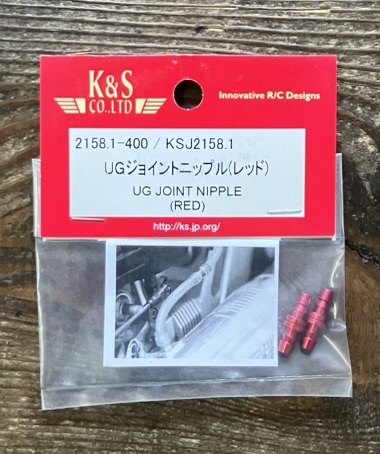 K&S
CO.,LTD
Innovative R/C Designs
2158.1-400 / KSJ2158.1
UGジョイントニップル(レッド)
UG JOINT NIPPLE
(RED)
http://ks.jp.org/